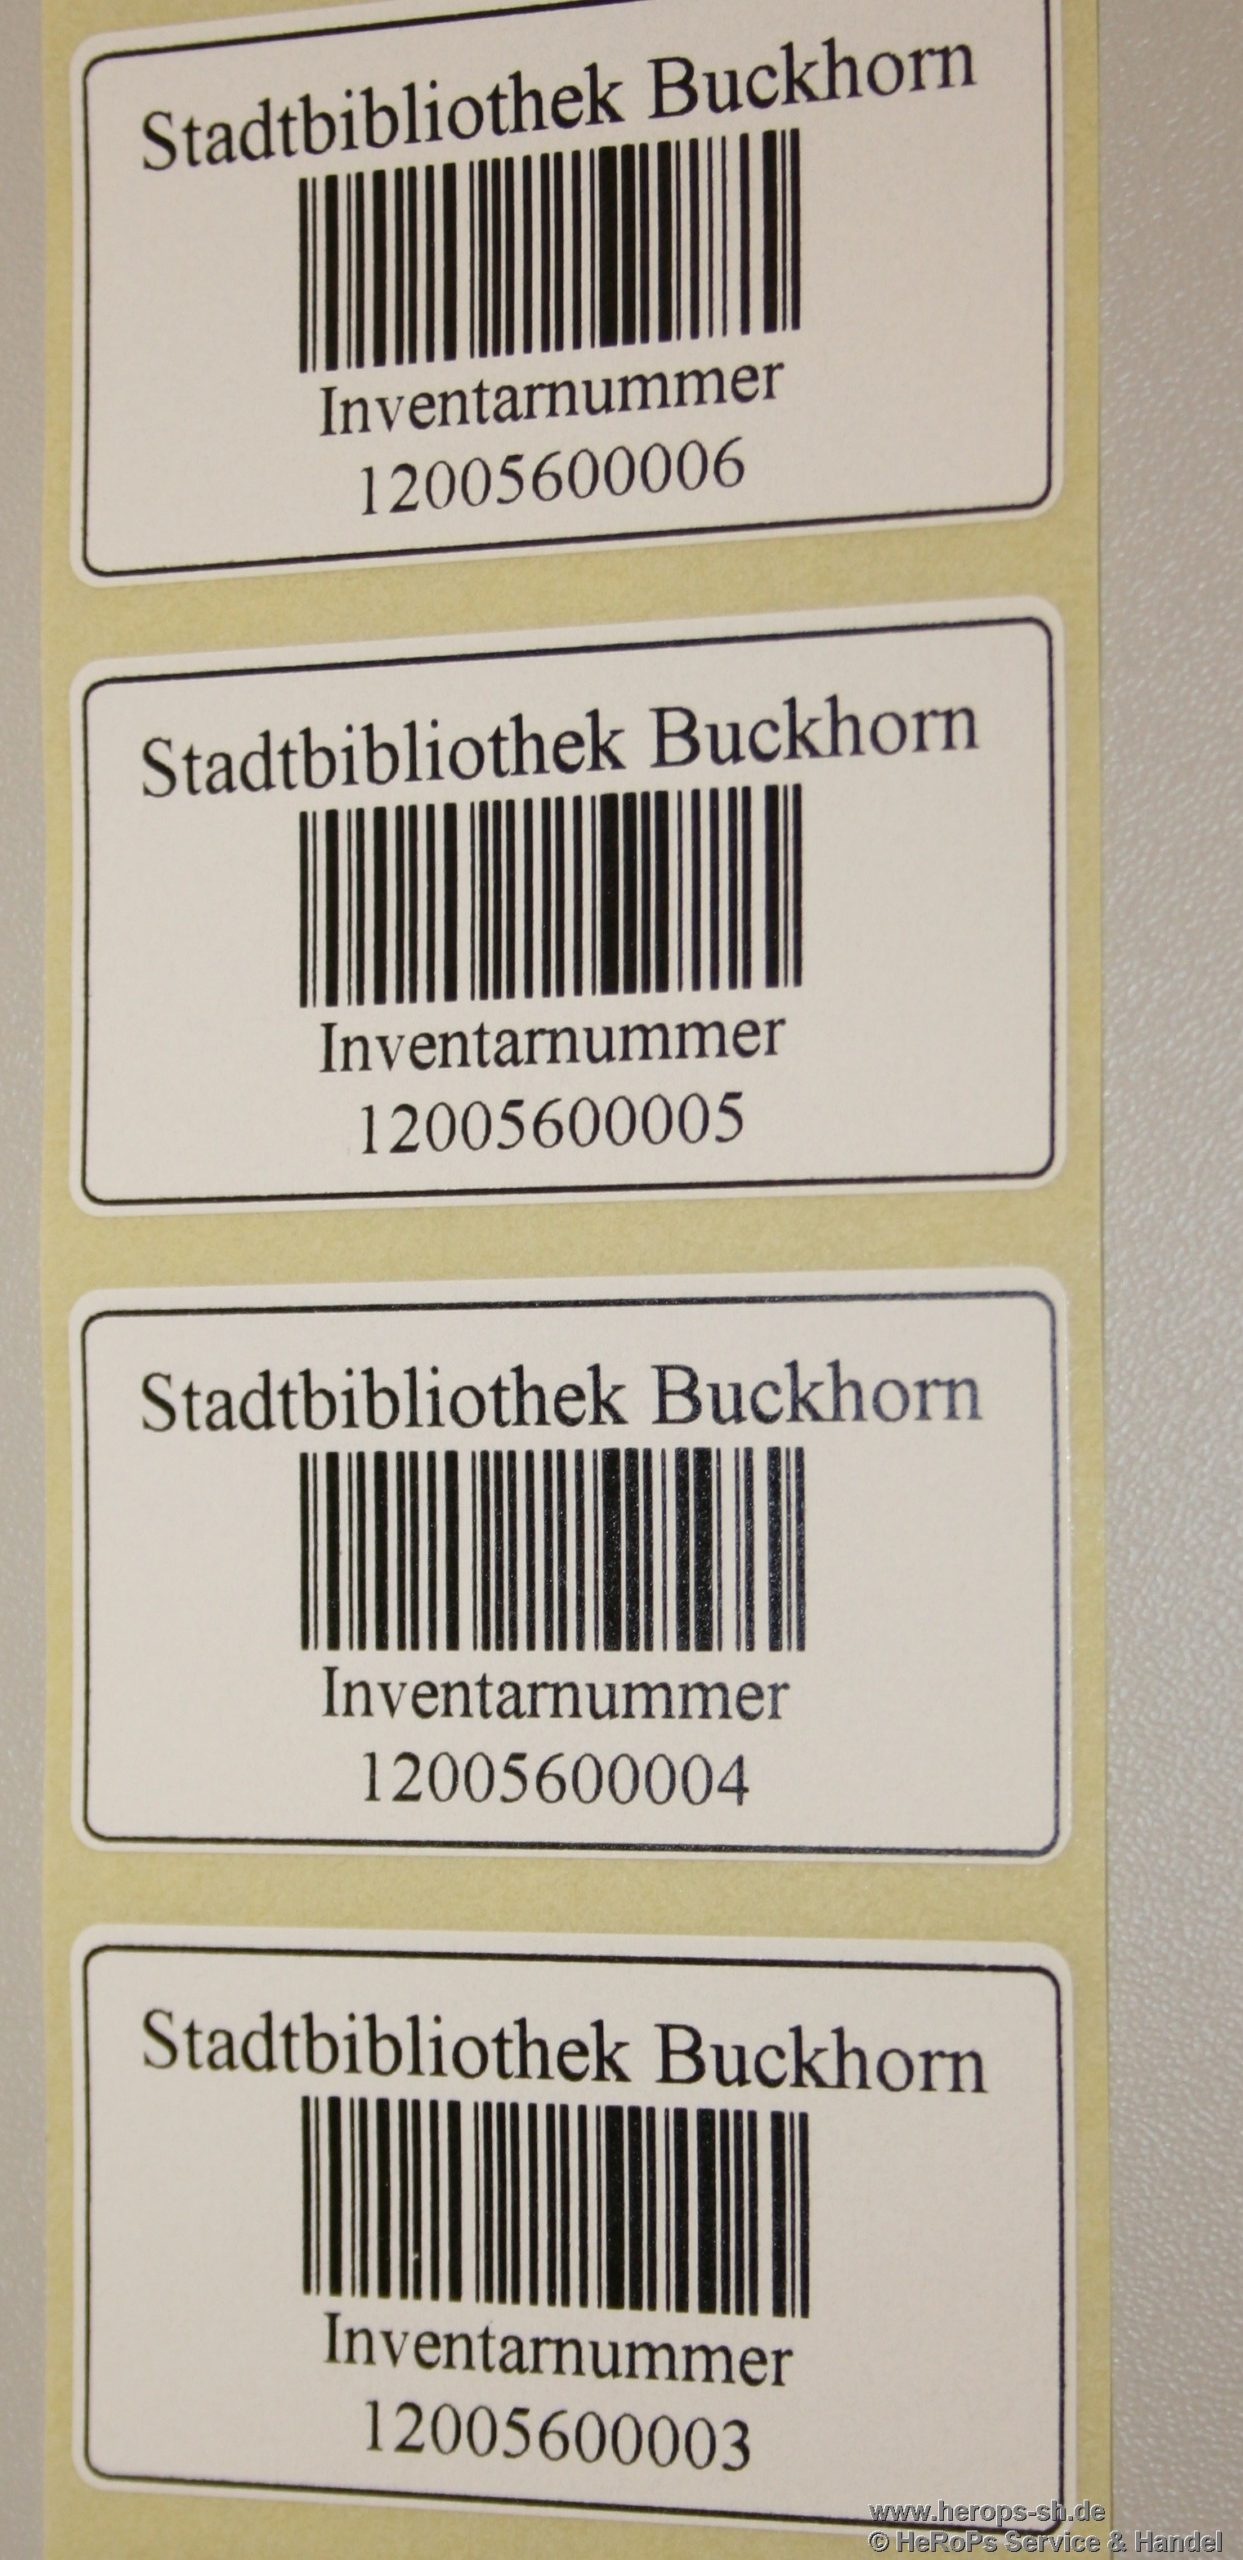 Stadtbibliothek Buckhorn
Inventarnummer
12005600006
Stadtbibliothek Buckhorn
Inventarnummer
12005600005
Stadtbibliothek Buckhorn
Inventarnummer
12005600004
Stadtbibliothek Buckhorn
Inventarnummer
12005600003
www.herops-sh.de
© HeRoPs Service & Handel